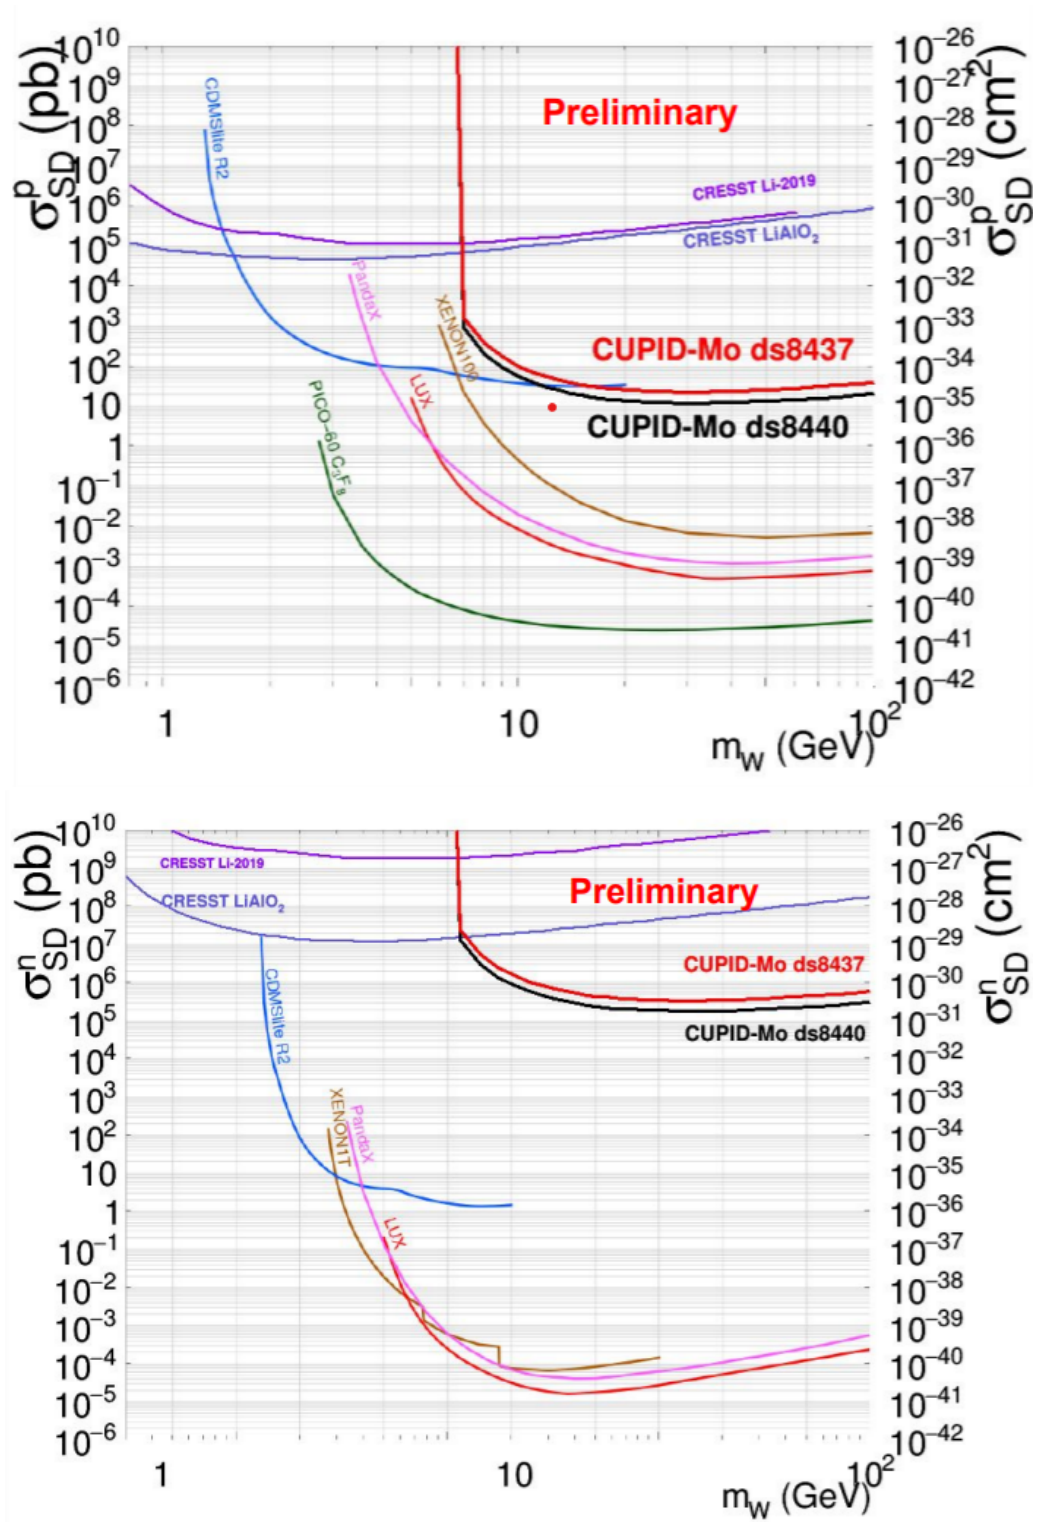 σ^p_SD (pb)
10^10
10^9
10^8
10^7
10^6
10^5
10^4
10^3
10^2
10
1
10^−1
10^−2
10^−3
10^−4
10^−5
10^−6
CDMSlite R2
Preliminary
CRESST Li-2019
CRESST LiAlO₂
PandaX
XENON100
LUX
PICO−60 C₃F₈
CUPID-Mo ds8437
CUPID-Mo ds8440
10^−26
10^−27
10^−28
10^−29
10^−30
10^−31
10^−32
10^−33
10^−34
10^−35
10^−36
10^−37
10^−38
10^−39
10^−40
10^−41
10^−42
σ^p_SD (cm²)
1
10
10²
m_W (GeV)
σ^n_SD (pb)
10^10
10^9
10^8
10^7
10^6
10^5
10^4
10^3
10^2
10
1
10^−1
10^−2
10^−3
10^−4
10^−5
10^−6
CRESST Li-2019
CRESST LiAlO₂
Preliminary
CDMSlite R2
CUPID-Mo ds8437
CUPID-Mo ds8440
XENON1T
PandaX
LUX
10^−26
10^−27
10^−28
10^−29
10^−30
10^−31
10^−32
10^−33
10^−34
10^−35
10^−36
10^−37
10^−38
10^−39
10^−40
10^−41
10^−42
σ^n_SD (cm²)
1
10
10²
m_W (GeV)